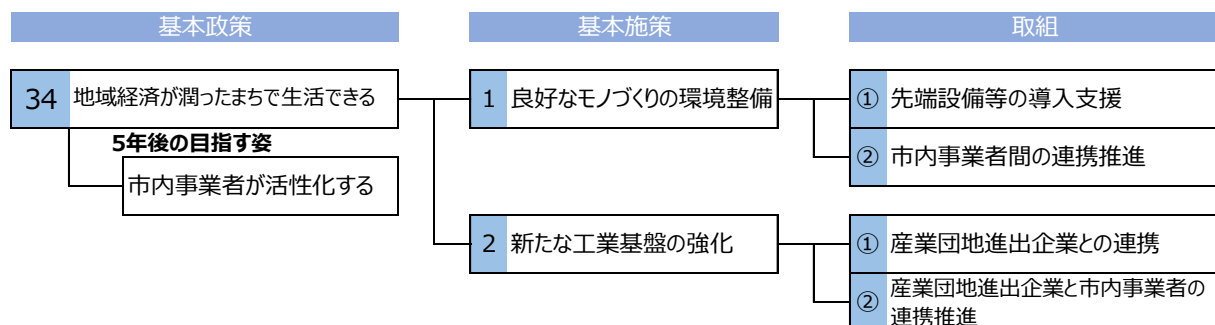 基本政策
基本施策
取組
34 地域経済が潤ったまちで生活できる
5年後の目指す姿
市内事業者が活性化する
1 良好なモノづくりの環境整備
① 先端設備等の導入支援
② 市内事業者間の連携推進
2 新たな工業基盤の強化
① 産業団地進出企業との連携
② 産業団地進出企業と市内事業者の
連携推進